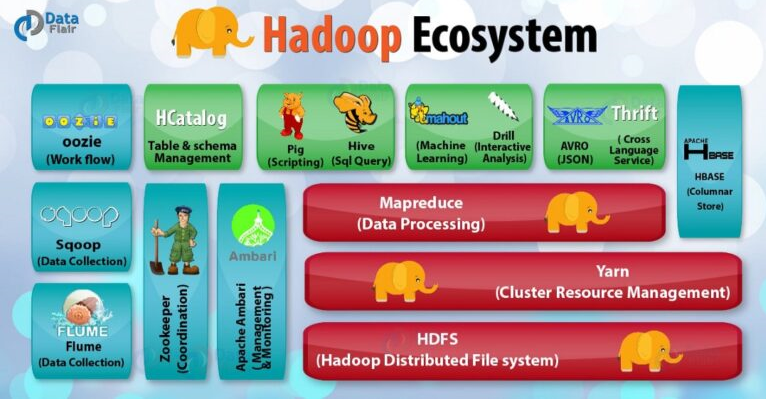 Data
Flair
Hadoop Ecosystem
OOZIE
oozie
(Work flow)
HCatalog
Table & schema
Management
Pig
(Scripting)
Hive
(Sql Query)
mahout
(Machine
Learning)
Drill
(Interactive
Analysis)
AVRO
AVRO
(JSON)
Thrift
( Cross
Language
Service)
APACHE
HBASE
HBASE
(Columnar
Store)
sqoop
Sqoop
(Data Collection)
FLUME
Flume
(Data Collection)
Zookeeper
(Coordination)
Ambari
Apache Ambari
( Management
& Monitoring)
Mapreduce
(Data Processing)
Yarn
(Cluster Resource Management)
HDFS
(Hadoop Distributed File system)